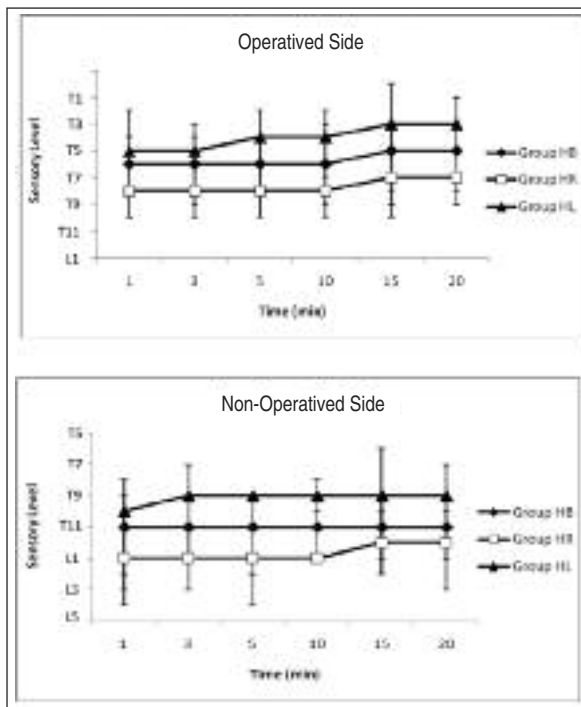 Operatived Side
Sensory Level
T1
T3
T5
T7
T9
T11
L1
1 3 5 10 15 20
Time (min)
Group HB
Group HR
Group HL
Non-Operatived Side
Sensory Level
T5
T7
T9
T11
L1
L3
L5
1 3 5 10 15 20
Time (min)
Group HB
Group HR
Group HL